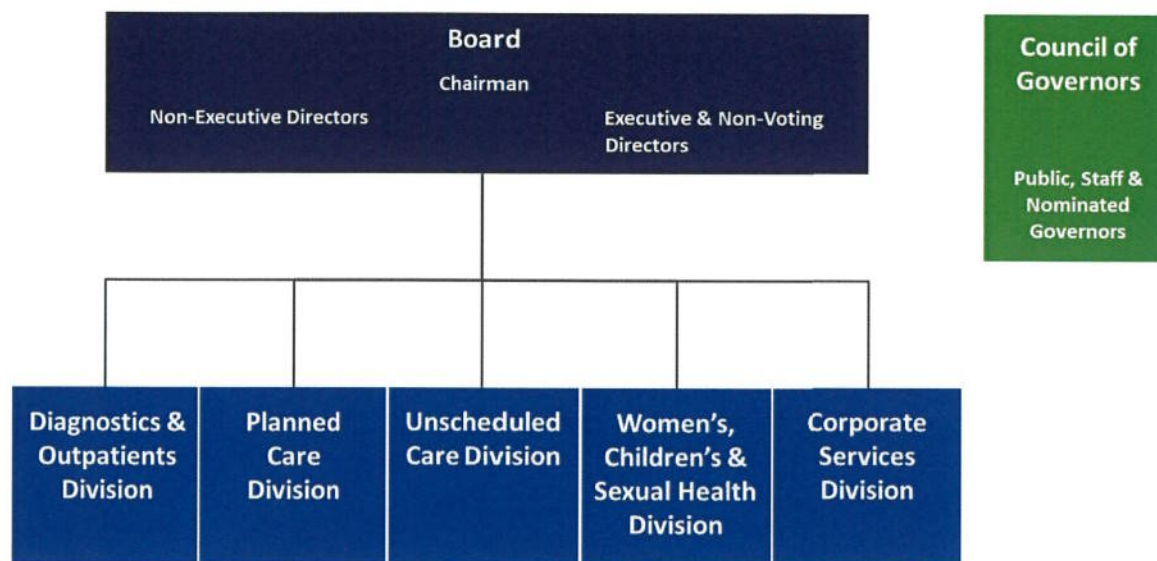 Board
Chairman
Non-Executive Directors
Executive & Non-Voting
Directors
Council of
Governors
Public, Staff &
Nominated
Governors
Diagnostics &
Outpatients
Division
Planned
Care
Division
Unscheduled
Care Division
Women's,
Children's &
Sexual Health
Division
Corporate
Services
Division